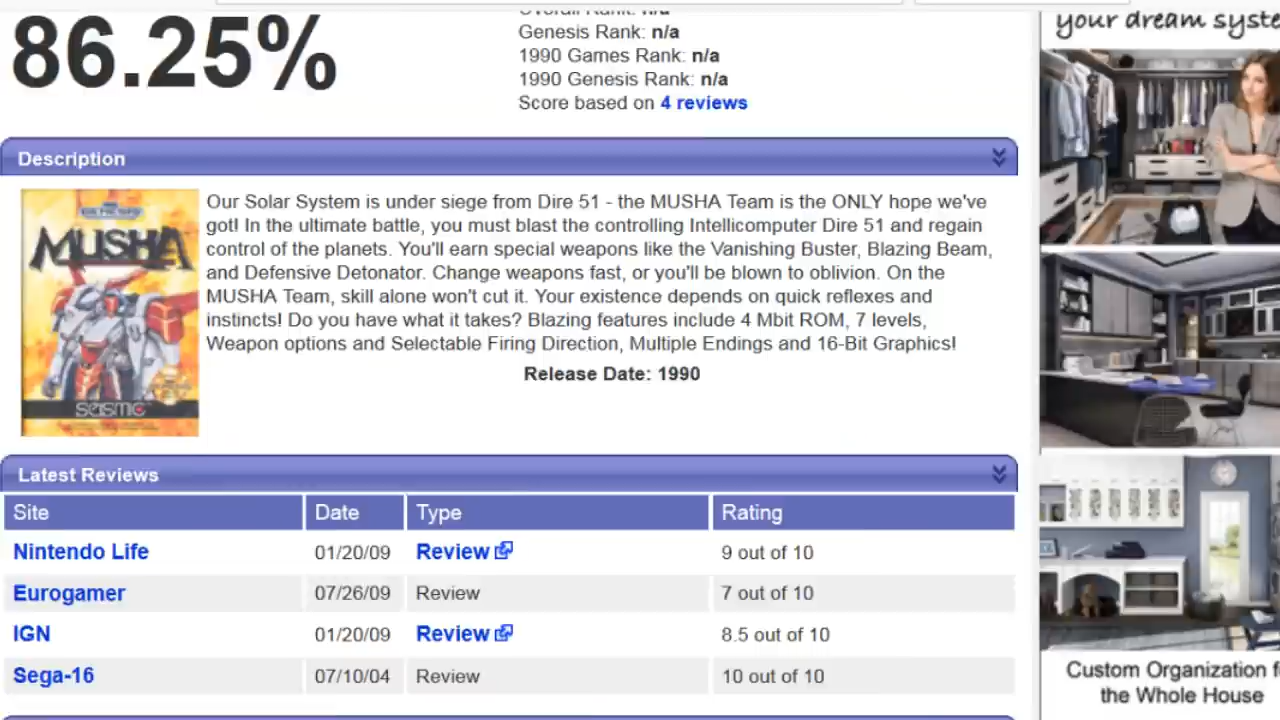 your dream syste
86.25%
Overall Rank: n/a
Genesis Rank: n/a
1990 Games Rank: n/a
1990 Genesis Rank: n/a
Score based on 4 reviews
Description
GENESIS
MUSHA
SEISMIC
Our Solar System is under siege from Dire 51 - the MUSHA Team is the ONLY hope we've
got! In the ultimate battle, you must blast the controlling Intellicomputer Dire 51 and regain
control of the planets. You'll earn special weapons like the Vanishing Buster, Blazing Beam,
and Defensive Detonator. Change weapons fast, or you'll be blown to oblivion. On the
MUSHA Team, skill alone won't cut it. Your existence depends on quick reflexes and
instincts! Do you have what it takes? Blazing features include 4 Mbit ROM, 7 levels,
Weapon options and Selectable Firing Direction, Multiple Endings and 16-Bit Graphics!
Release Date: 1990
Latest Reviews
Site Date Type Rating
Nintendo Life 01/20/09 Review 9 out of 10
Eurogamer 07/26/09 Review 7 out of 10
IGN 01/20/09 Review 8.5 out of 10
Sega-16 07/10/04 Review 10 out of 10
Custom Organization f
the Whole House